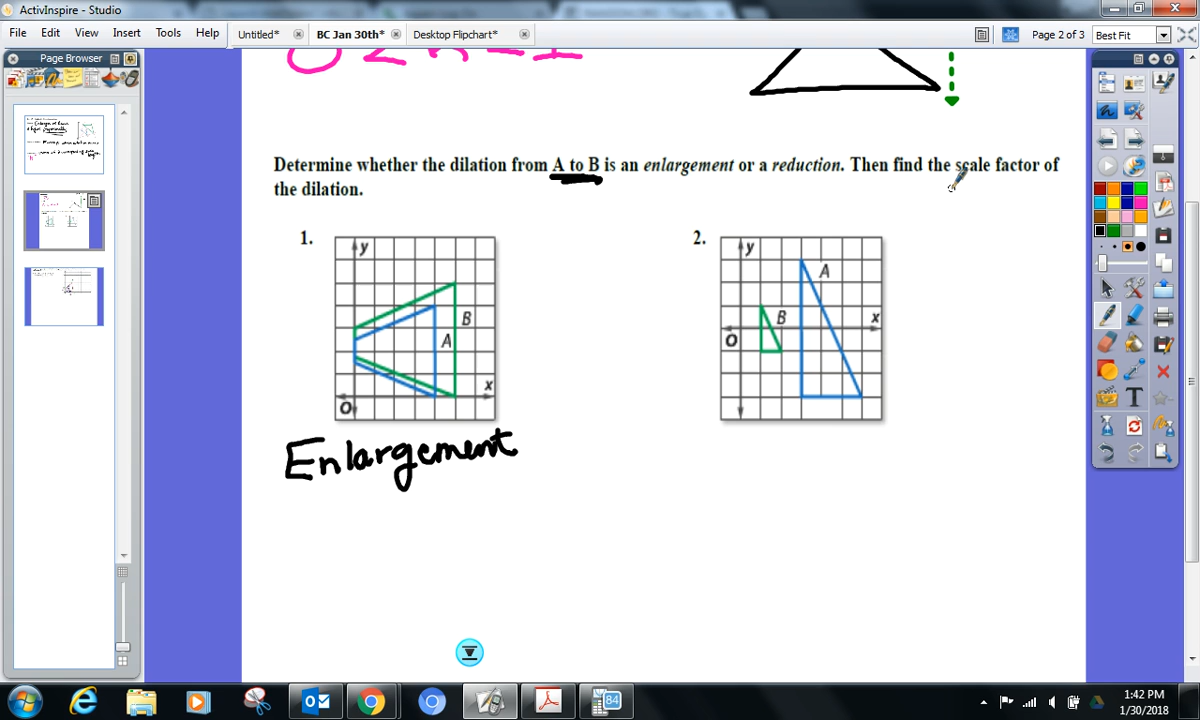 ActivInspire - Studio
File Edit View Insert Tools Help
Untitled* BC Jan 30th* Desktop Flipchart*
Page 2 of 3 Best Fit
Page Browser
Determine whether the dilation from A to B is an enlargement or a reduction. Then find the scale factor of
the dilation.
1.
y
B
A
x
O
2.
y
A
B
x
O
Enlargement
T
84
1:42 PM
1/30/2018